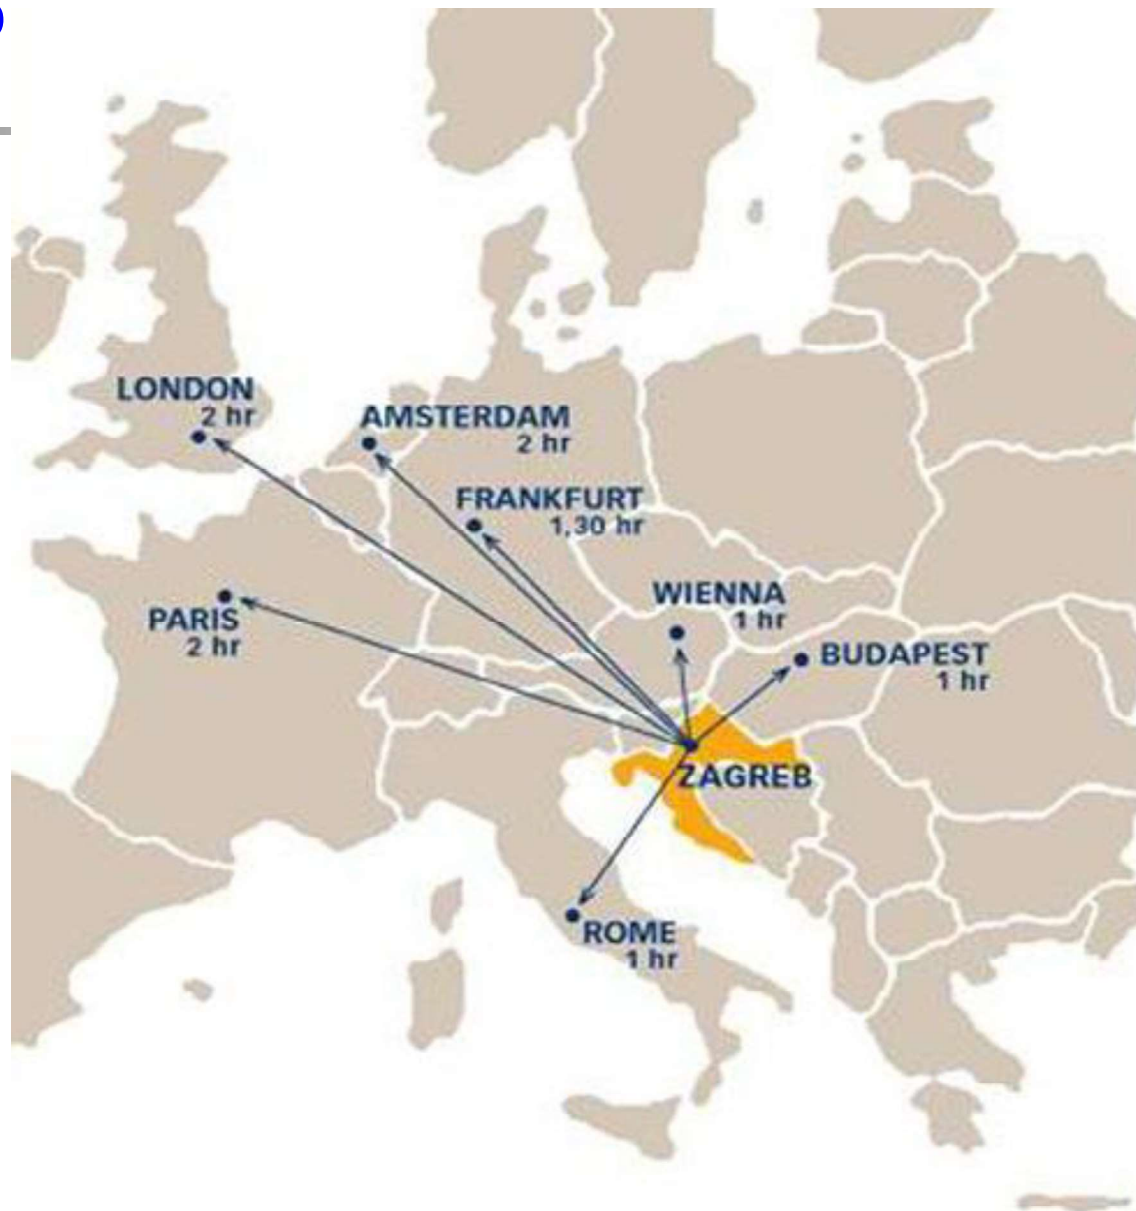 )
LONDON
2 hr
AMSTERDAM
2 hr
FRANKFURT
1,30 hr
PARIS
2 hr
WIENNA
1 hr
BUDAPEST
1 hr
ZAGREB
ROME
1 hr